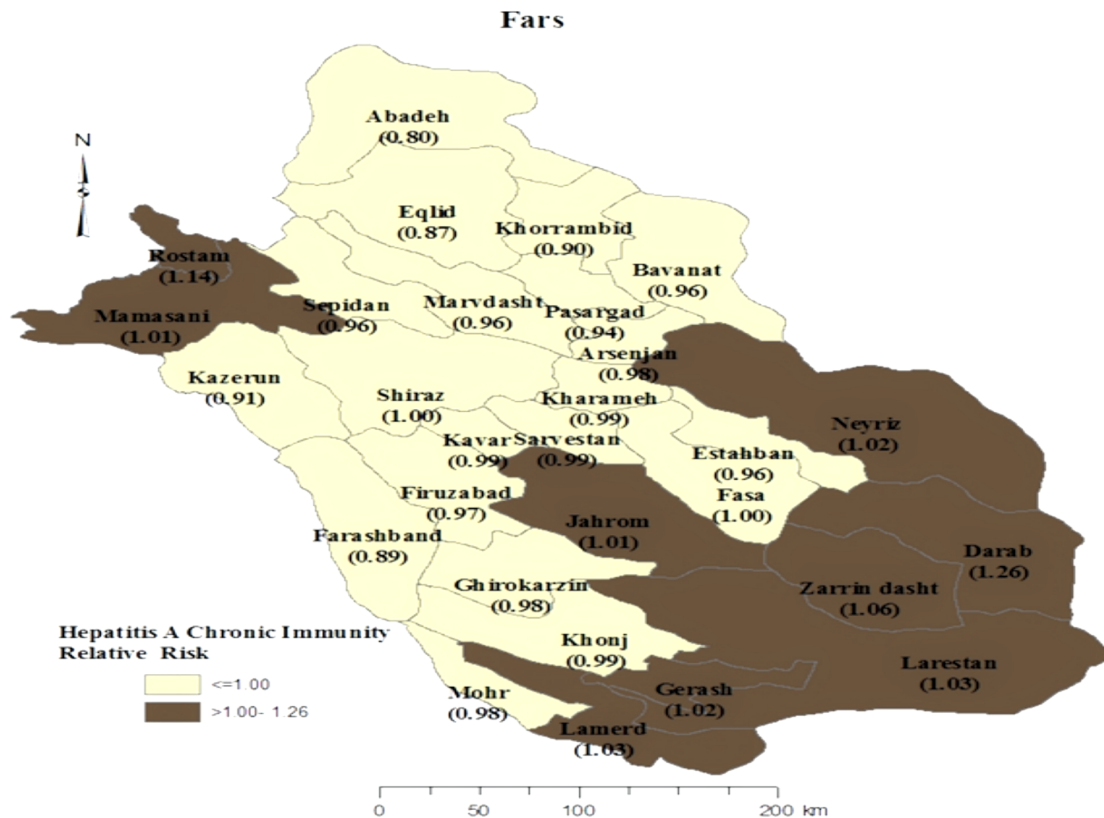 Fars
N
Abadeh
(0.80)
Eqlid
(0.87)
Khorrambid
(0.90)
Rostam
(1.14)
Bavanat
(0.96)
Mamasani
(1.01)
Sepidan
(0.96)
Marvdasht
(0.96)
Pasargad
(0.94)
Arsenjan
(0.98)
Kazerun
(0.91)
Shiraz
(1.00)
Kharameh
(0.99)
Neyriz
(1.02)
Kavar
(0.99)
Sarvestan
(0.99)
Estahban
(0.96)
Fasa
(1.00)
Firuzabad
(0.97)
Jahrom
(1.01)
Farashband
(0.89)
Darab
(1.26)
Ghirokarzin
(0.98)
Zarrin dasht
(1.06)
Khonj
(0.99)
Larestan
(1.03)
Mohr
(0.98)
Gerash
(1.02)
Lamerd
(1.03)
Hepatitis A Chronic Immunity
Relative Risk
<=1.00
>1.00- 1.26
0 50 100 200 km